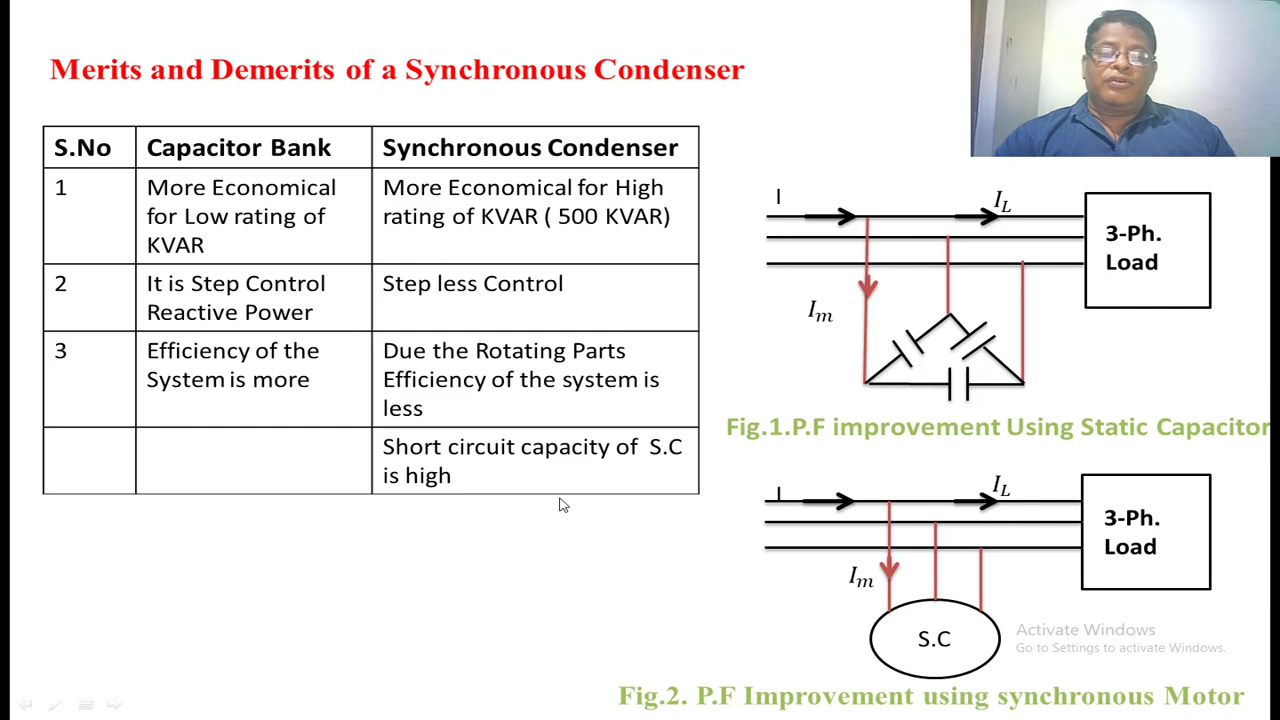 Merits and Demerits of a Synchronous Condenser
S.No Capacitor Bank Synchronous Condenser
1 More Economical for Low rating of KVAR More Economical for High rating of KVAR ( 500 KVAR)
2 It is Step Control Reactive Power Step less Control
3 Efficiency of the System is more Due the Rotating Parts Efficiency of the system is less
Short circuit capacity of S.C is high
I
I_L
3-Ph.
Load
I_m
Fig.1.P.F improvement Using Static Capacitor
I
I_L
3-Ph.
Load
I_m
S.C
Activate Windows
Go to Settings to activate Windows.
Fig.2. P.F Improvement using synchronous Motor